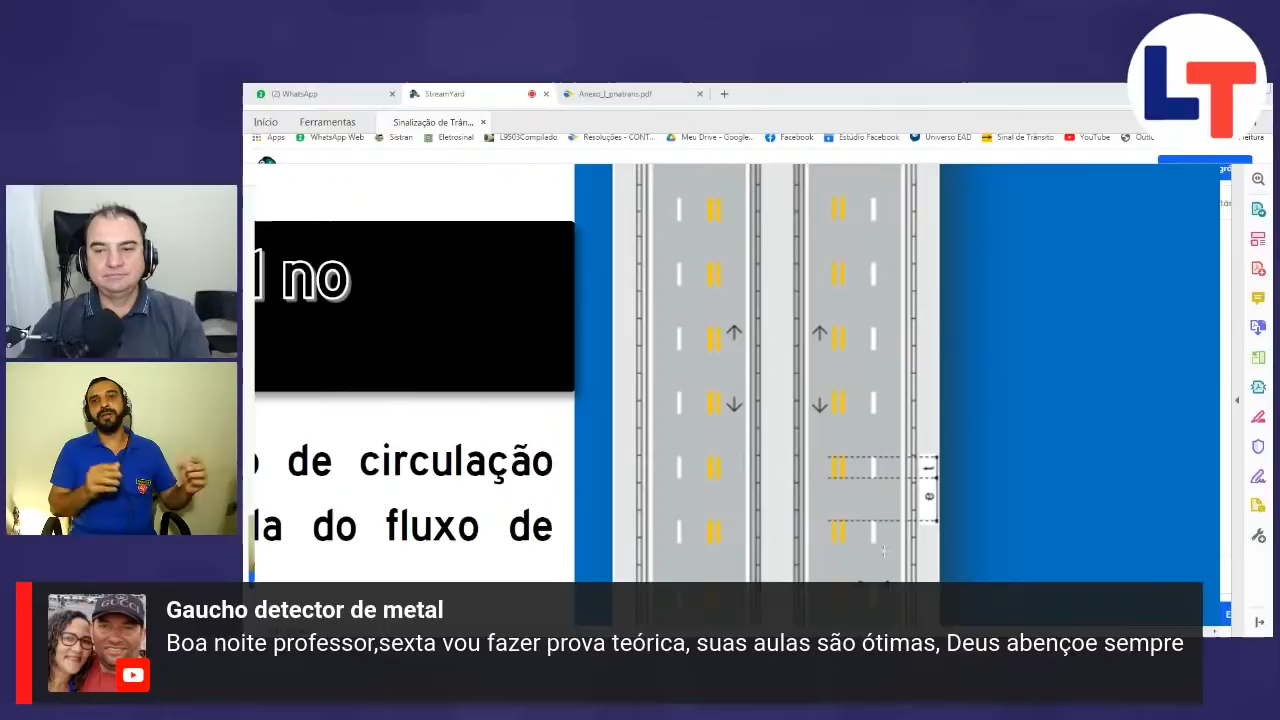 LT
(2) WhatsApp
StreamYard
Anexo_I_pnatrans.pdf
Início
Ferramentas
Sinalização de Trân...
Apps
WhatsApp Web
Sistran
Eletrosinal
L9503Compilado
Resoluções - CONT...
Meu Drive - Google...
Facebook
Estúdio Facebook
Universo EAD
Sinal de Trânsito
YouTube
l no
de circulação
la do fluxo de
t
e
GUCCI
Gaucho detector de metal
Boa noite professor,sexta vou fazer prova teórica, suas aulas são ótimas, Deus abençoe sempre